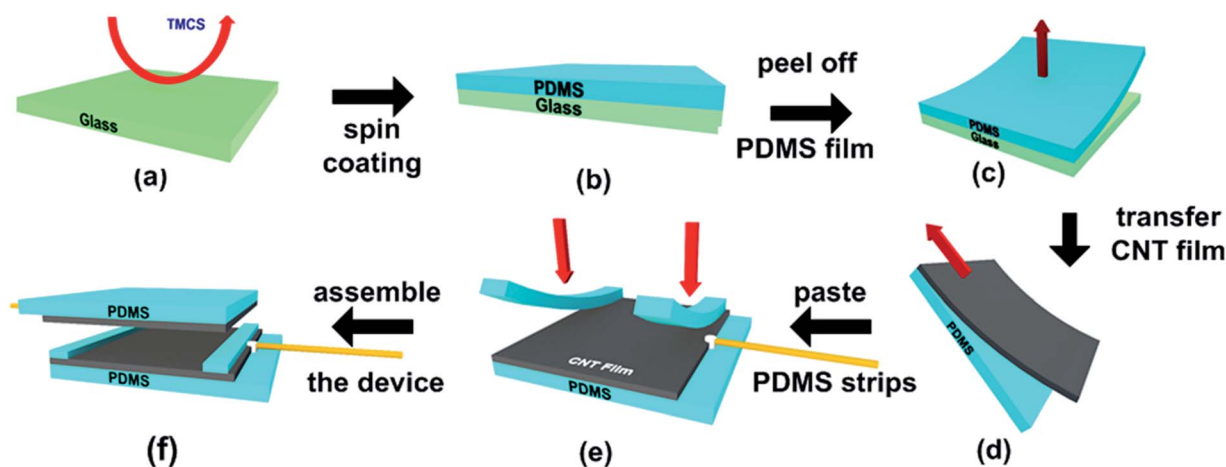 TMCS
Glass
(a)
spin
coating
PDMS
Glass
(b)
peel off
PDMS film
PDMS
Glass
(c)
transfer
CNT film
PDMS
(d)
paste
PDMS strips
CNT Film
PDMS
(e)
assemble
the device
PDMS
PDMS
(f)